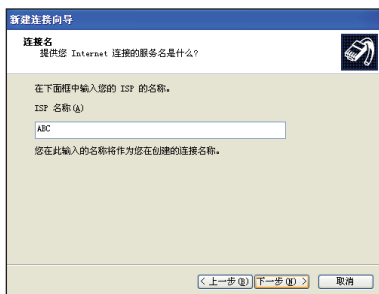 新建连接向导
连接名
提供您 Internet 连接的服务名是什么?
在下面框中输入您的 ISP 的名称。
ISP 名称(A)
ABC
您在此输入的名称将作为您在创建的连接名称。
< 上一步(B) 下一步(N) > 取消